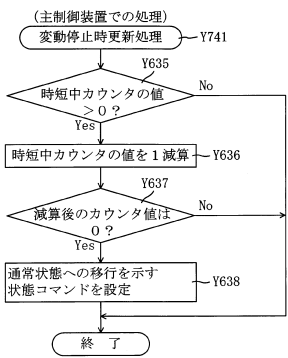 (主制御装置での処理)
変動停止時更新処理
Y741
Y635
時短中カウンタの値
>0?
No
Yes
時短中カウンタの値を1減算
Y636
Y637
減算後のカウンタ値は
0?
No
Yes
通常状態への移行を示す
状態コマンドを設定
Y638
終 了